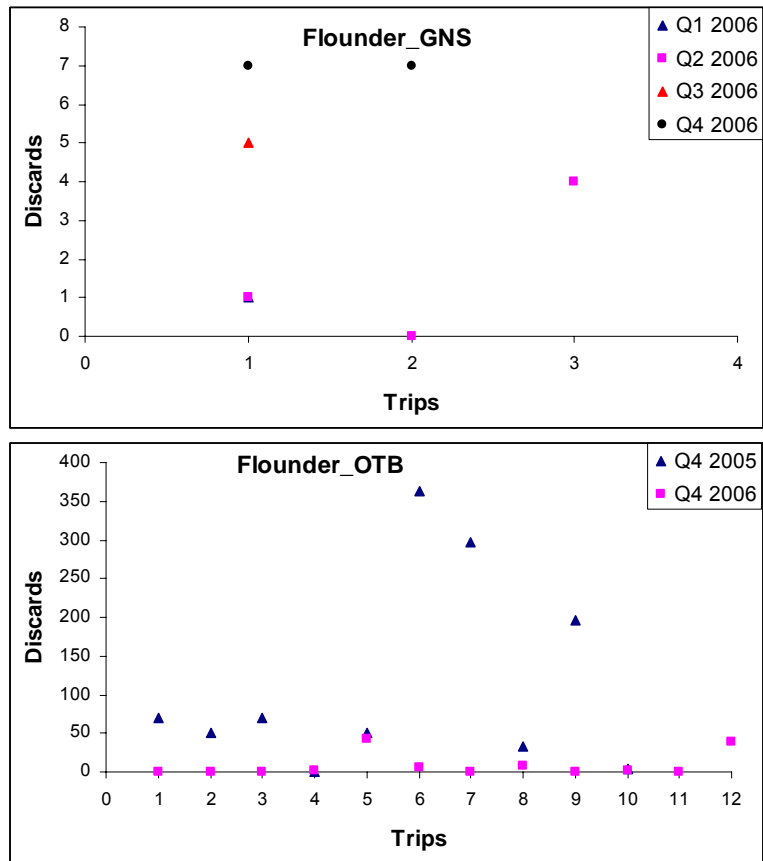 Flounder_GNS
Q1 2006
Q2 2006
Q3 2006
Q4 2006
8
7
6
5
4
3
2
1
0
Discards
0 1 2 3 4
Trips
Flounder_OTB
Q4 2005
Q4 2006
400
350
300
250
200
150
100
50
0
Discards
0 1 2 3 4 5 6 7 8 9 10 11 12
Trips